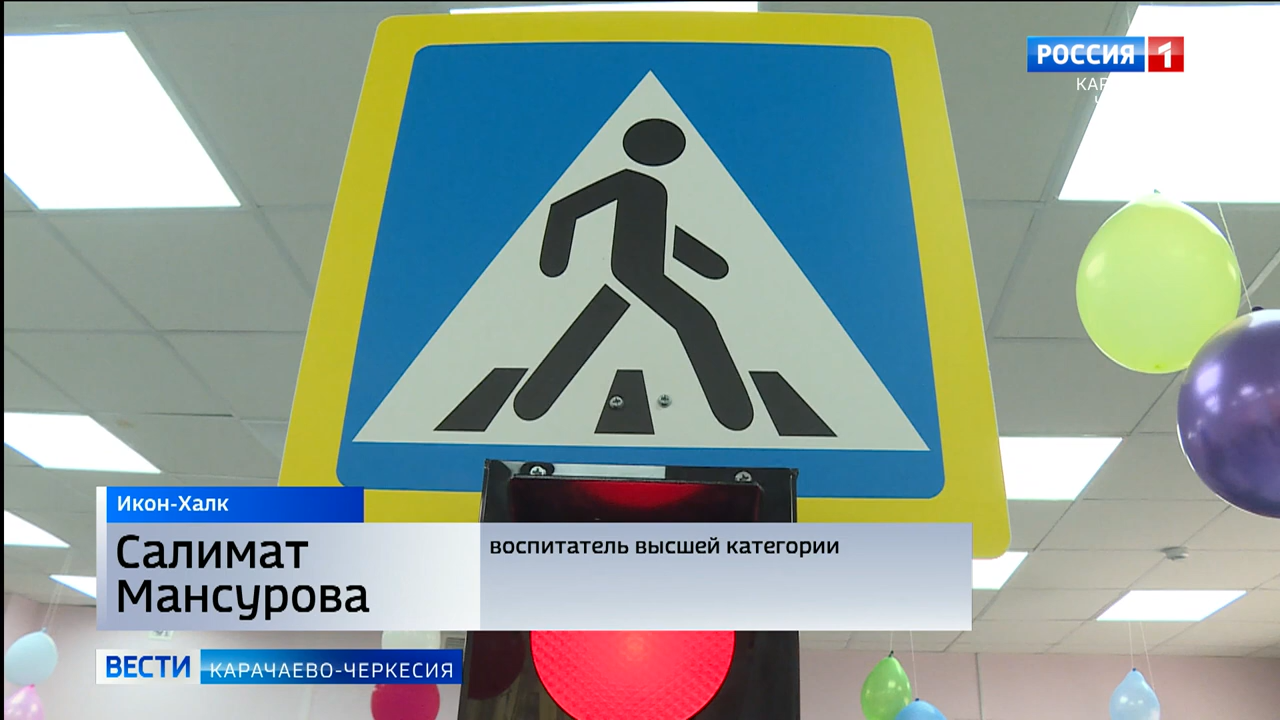 РОССИЯ 1
Икон-Халк
Салимат
Мансурова
воспитатель высшей категории
ВЕСТИ КАРАЧАЕВО-ЧЕРКЕСИЯ